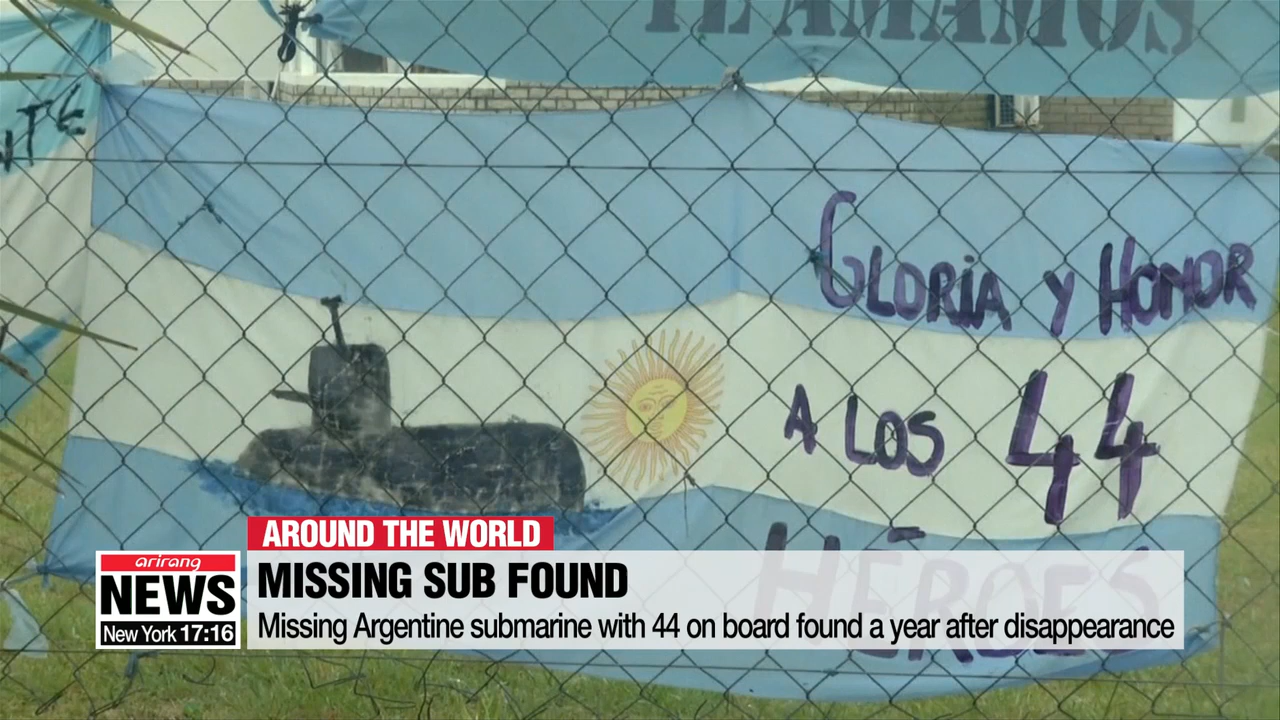 TE AMAMOS
GLORIA Y HONOR
A LOS 44
HÉROES
AROUND THE WORLD
arirang
NEWS
New York 17:16
MISSING SUB FOUND
Missing Argentine submarine with 44 on board found a year after disappearance